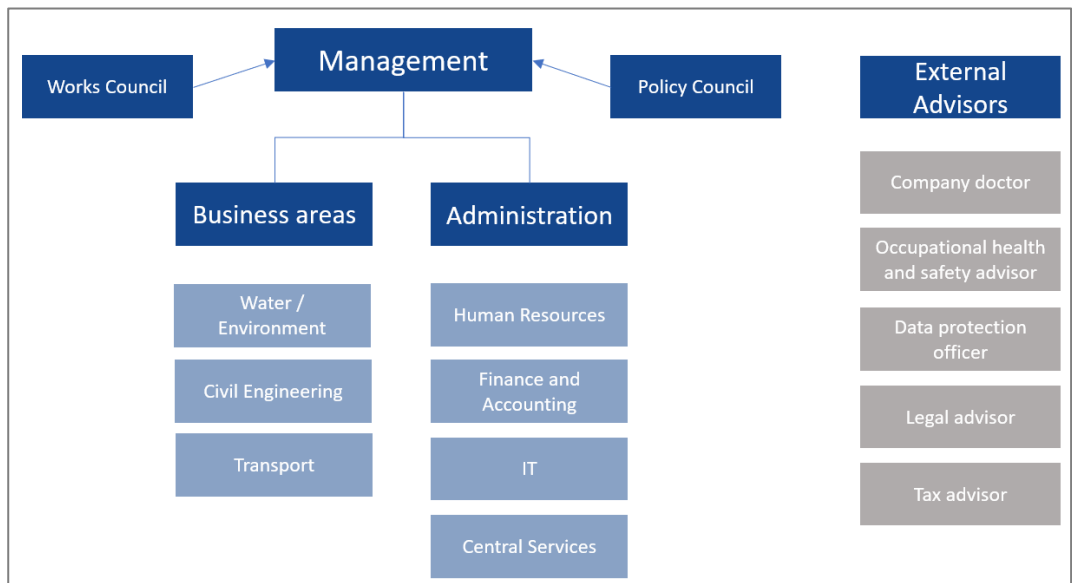 Management
Works Council
Policy Council
External
Advisors
Business areas
Administration
Water /
Environment
Civil Engineering
Transport
Human Resources
Finance and
Accounting
IT
Central Services
Company doctor
Occupational health
and safety advisor
Data protection
officer
Legal advisor
Tax advisor